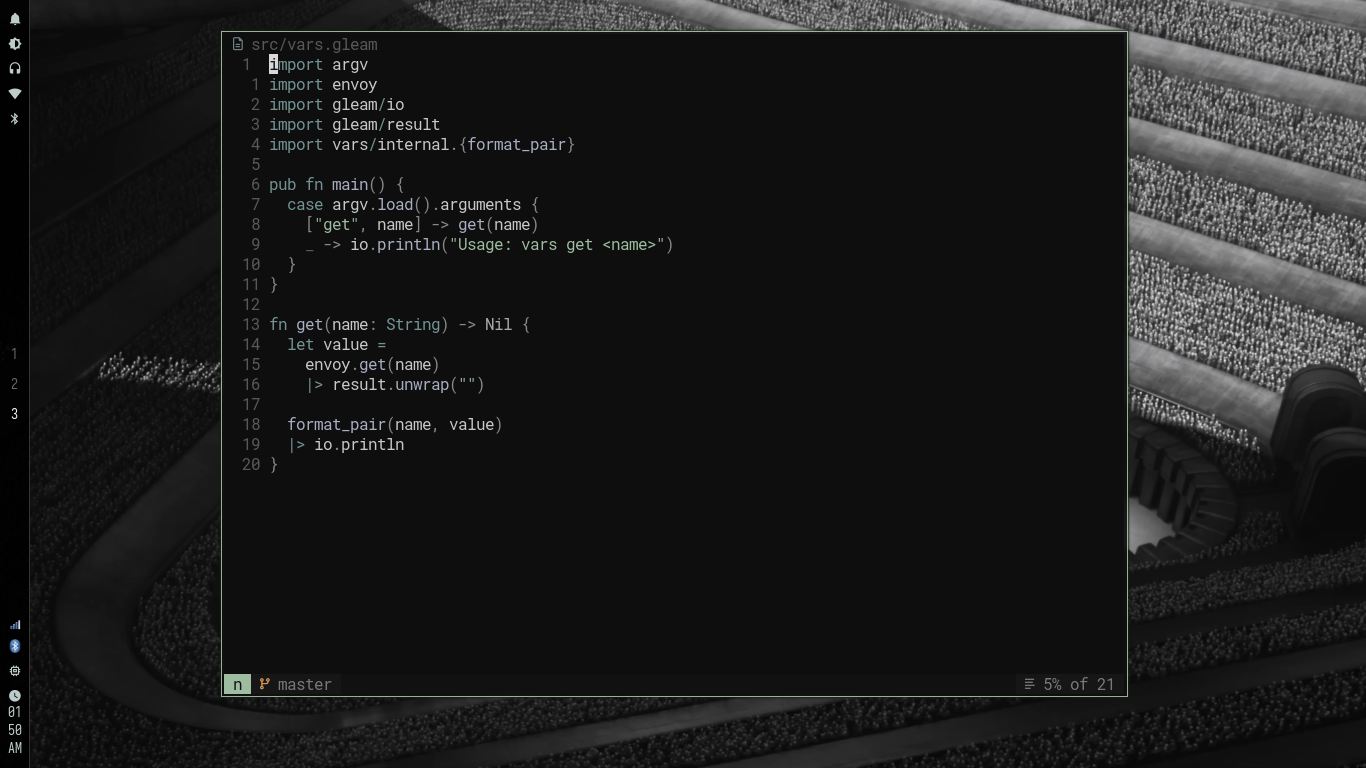 src/vars.gleam
1 import argv
1 import envoy
2 import gleam/io
3 import gleam/result
4 import vars/internal.{format_pair}
5
6 pub fn main() {
7   case argv.load().arguments {
8     ["get", name] -> get(name)
9     _ -> io.println("Usage: vars get <name>")
10   }
11 }
12
13 fn get(name: String) -> Nil {
14   let value =
15     envoy.get(name)
16     |> result.unwrap("")
17
18   format_pair(name, value)
19   |> io.println
20 }
n master 5% of 21
1
2
3
01
50
AM